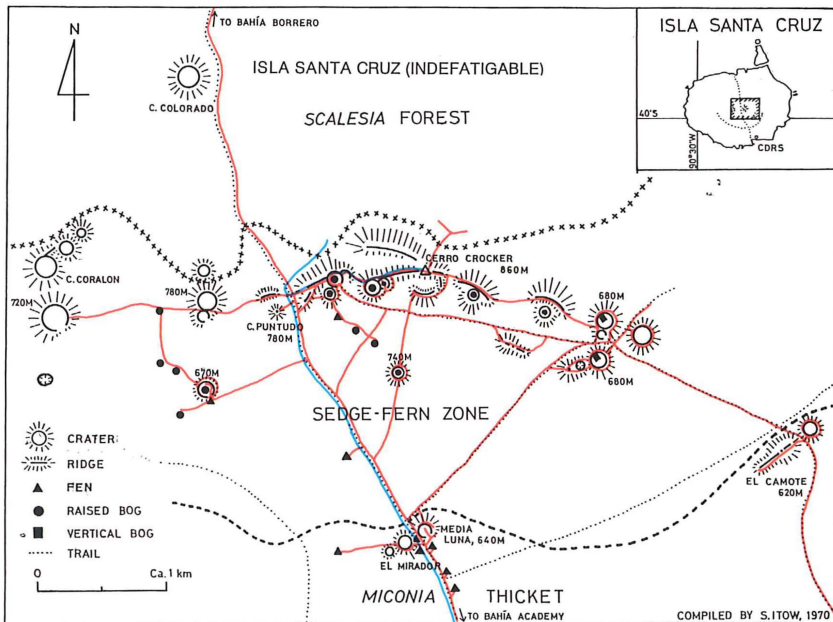 N
TO BAHÍA BORRERO
ISLA SANTA CRUZ (INDEFATIGABLE)
SCALESIA FOREST
C. COLORADO
ISLA SANTA CRUZ
40'S
90°30'W
CDRS
CERRO CROCKER
860M
C. CORALON
720M
780M
C. PUNTUDO
780M
680M
740M
680M
670M
SEDGE-FERN ZONE
CRATER
RIDGE
FEN
RAISED BOG
VERTICAL BOG
TRAIL
0 Ca. 1 km
EL CAMOTE
620M
MEDIA
LUNA, 640M
EL MIRADOR
MICONIA THICKET
TO BAHÍA ACADEMY
COMPILED BY S.ITOW, 1970